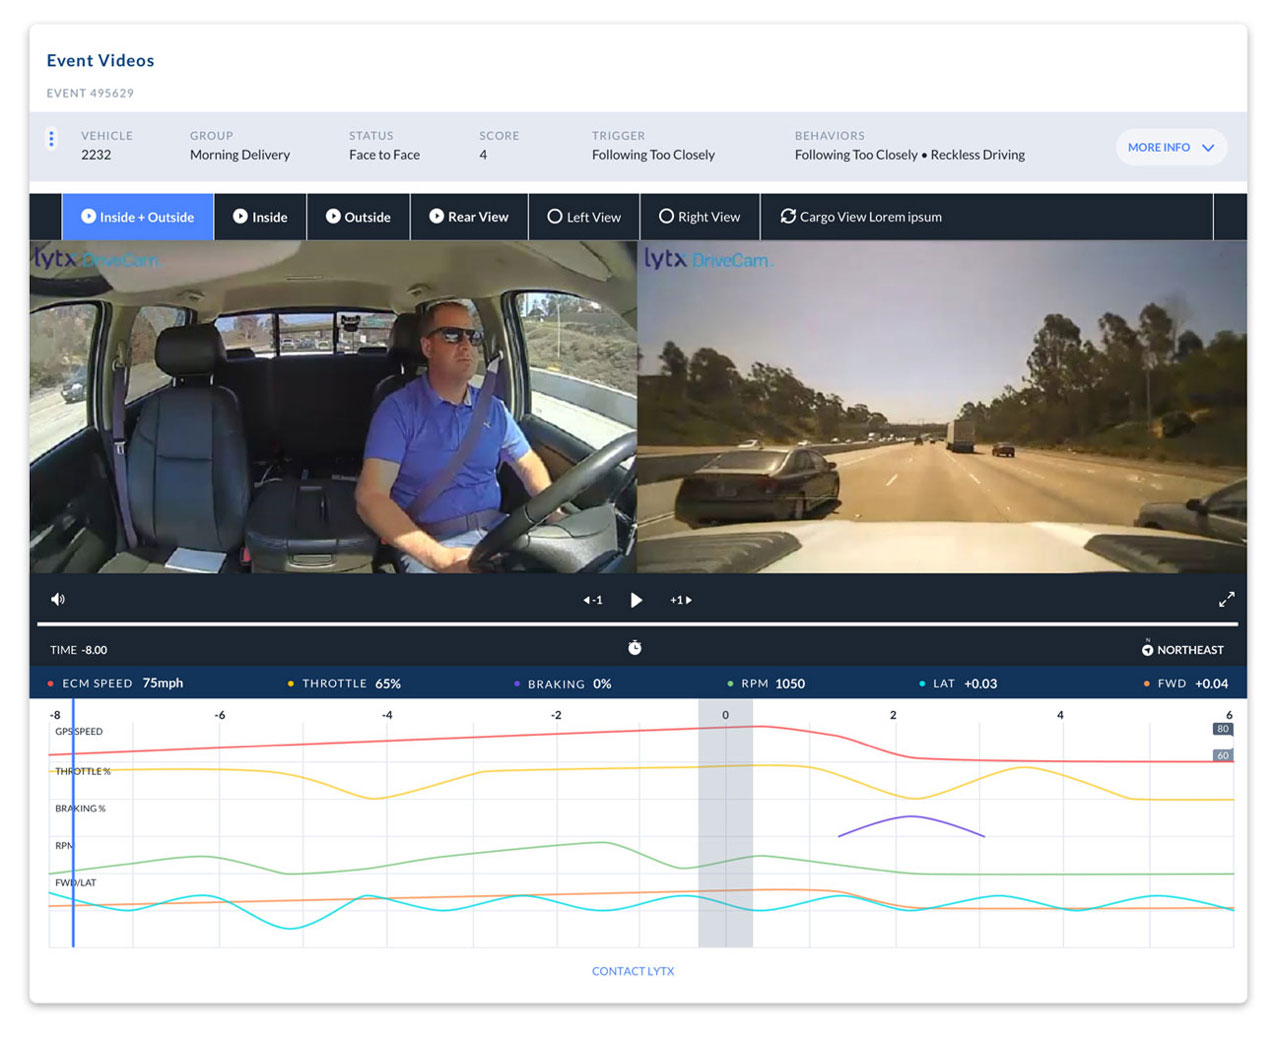 Event Videos
EVENT 495629
VEHICLE GROUP STATUS SCORE TRIGGER BEHAVIORS
2232 Morning Delivery Face to Face 4 Following Too Closely Following Too Closely • Reckless Driving
MORE INFO
Inside + Outside Inside Outside Rear View Left View Right View Cargo View Lorem ipsum
lytx DriveCam lytx DriveCam
-1 +1
TIME -8.00 N NORTHEAST
ECM SPEED 75mph THROTTLE 65% BRAKING 0% RPM 1050 LAT +0.03 FWD +0.04
-8 -6 -4 -2 0 2 4 6
GPS SPEED 80
60
THROTTLE %
BRAKING %
RPM
FWD/LAT
CONTACT LYTX